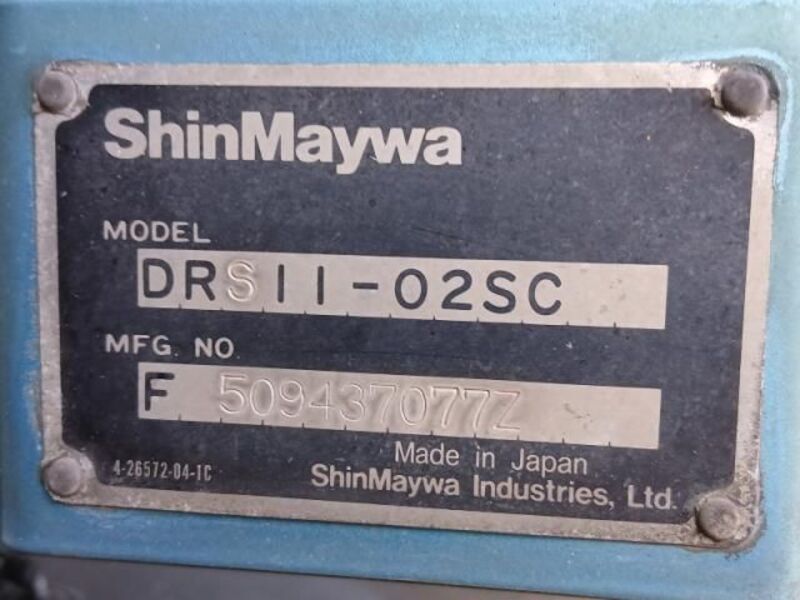 ShinMaywa
MODEL
DRS11-02SC
MFG. NO.
F 509437077Z
Made in Japan
4-26572-04-1C
ShinMaywa Industries, Ltd.